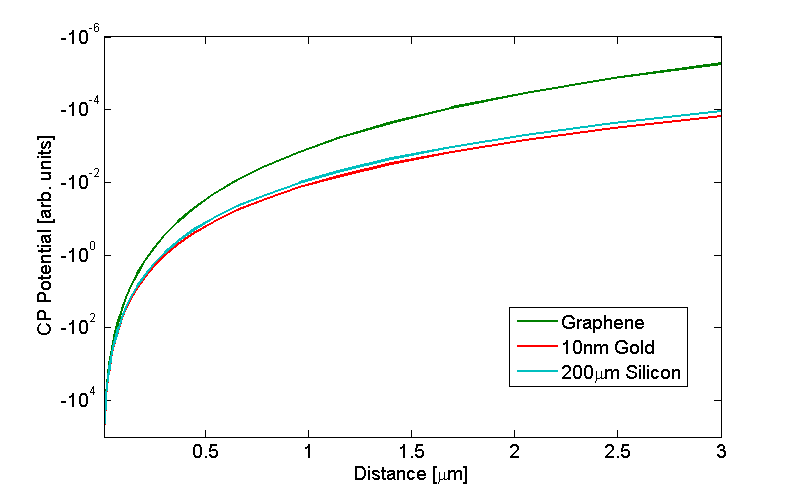 -10^-6
-10^-4
-10^-2
-10^0
-10^2
-10^4
CP Potential [arb. units]
Graphene
10nm Gold
200μm Silicon
0.5 1 1.5 2 2.5 3
Distance [μm]